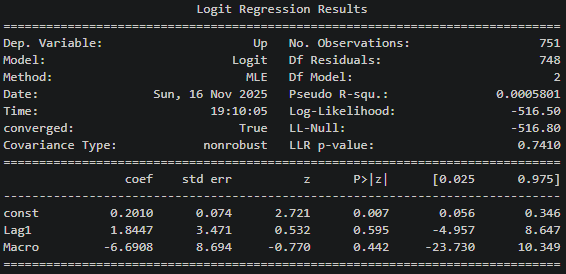 Logit Regression Results
==============================================================================
Dep. Variable:                     Up   No. Observations:                  751
Model:                          Logit   Df Residuals:                      748
Method:                           MLE   Df Model:                            2
Date:                Sun, 16 Nov 2025   Pseudo R-squ.:               0.0005801
Time:                        19:10:05   Log-Likelihood:                -516.50
converged:                       True   LL-Null:                       -516.80
Covariance Type:            nonrobust   LLR p-value:                    0.7410
==============================================================================
                 coef    std err          z      P>|z|      [0.025      0.975]
------------------------------------------------------------------------------
const          0.2010      0.074      2.721      0.007       0.056       0.346
Lag1           1.8447      3.471      0.532      0.595      -4.957       8.647
Macro         -6.6908      8.694     -0.770      0.442     -23.730      10.349
==============================================================================